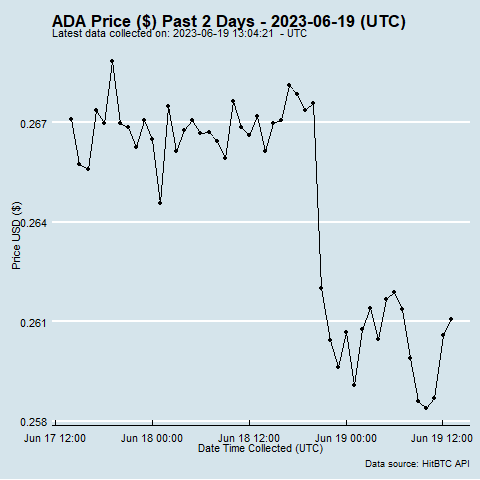 ADA Price ($) Past 2 Days - 2023-06-19 (UTC)
Latest data collected on: 2023-06-19 13:04:21  - UTC
0.267
0.264
0.261
0.258
Price USD ($)
Jun 17 12:00
Jun 18 00:00
Jun 18 12:00
Jun 19 00:00
Jun 19 12:00
Date Time Collected (UTC)
Data source: HitBTC API